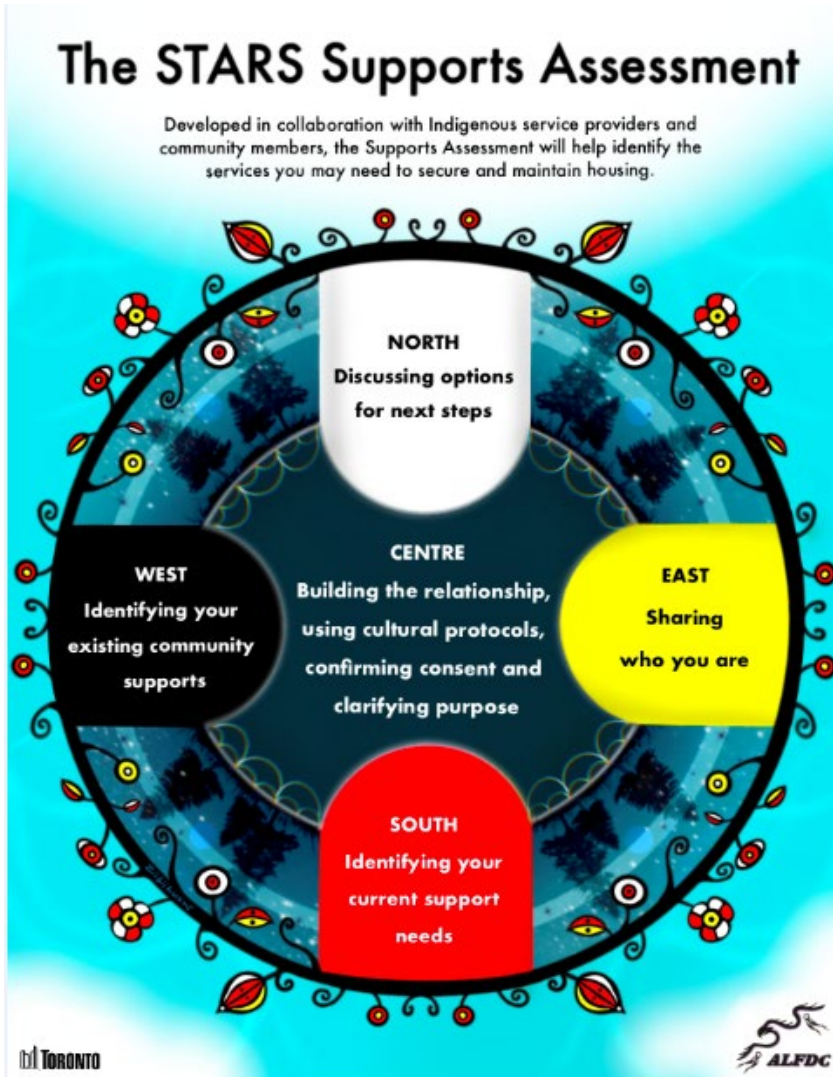 The STARS Supports Assessment
Developed in collaboration with Indigenous service providers and
community members, the Supports Assessment will help identify the
services you may need to secure and maintain housing.
NORTH
Discussing options
for next steps
CENTRE
Building the relationship,
using cultural protocols,
confirming consent and
clarifying purpose
WEST
Identifying your
existing community
supports
EAST
Sharing
who you are
SOUTH
Identifying your
current support
needs
TORONTO
ALFDC